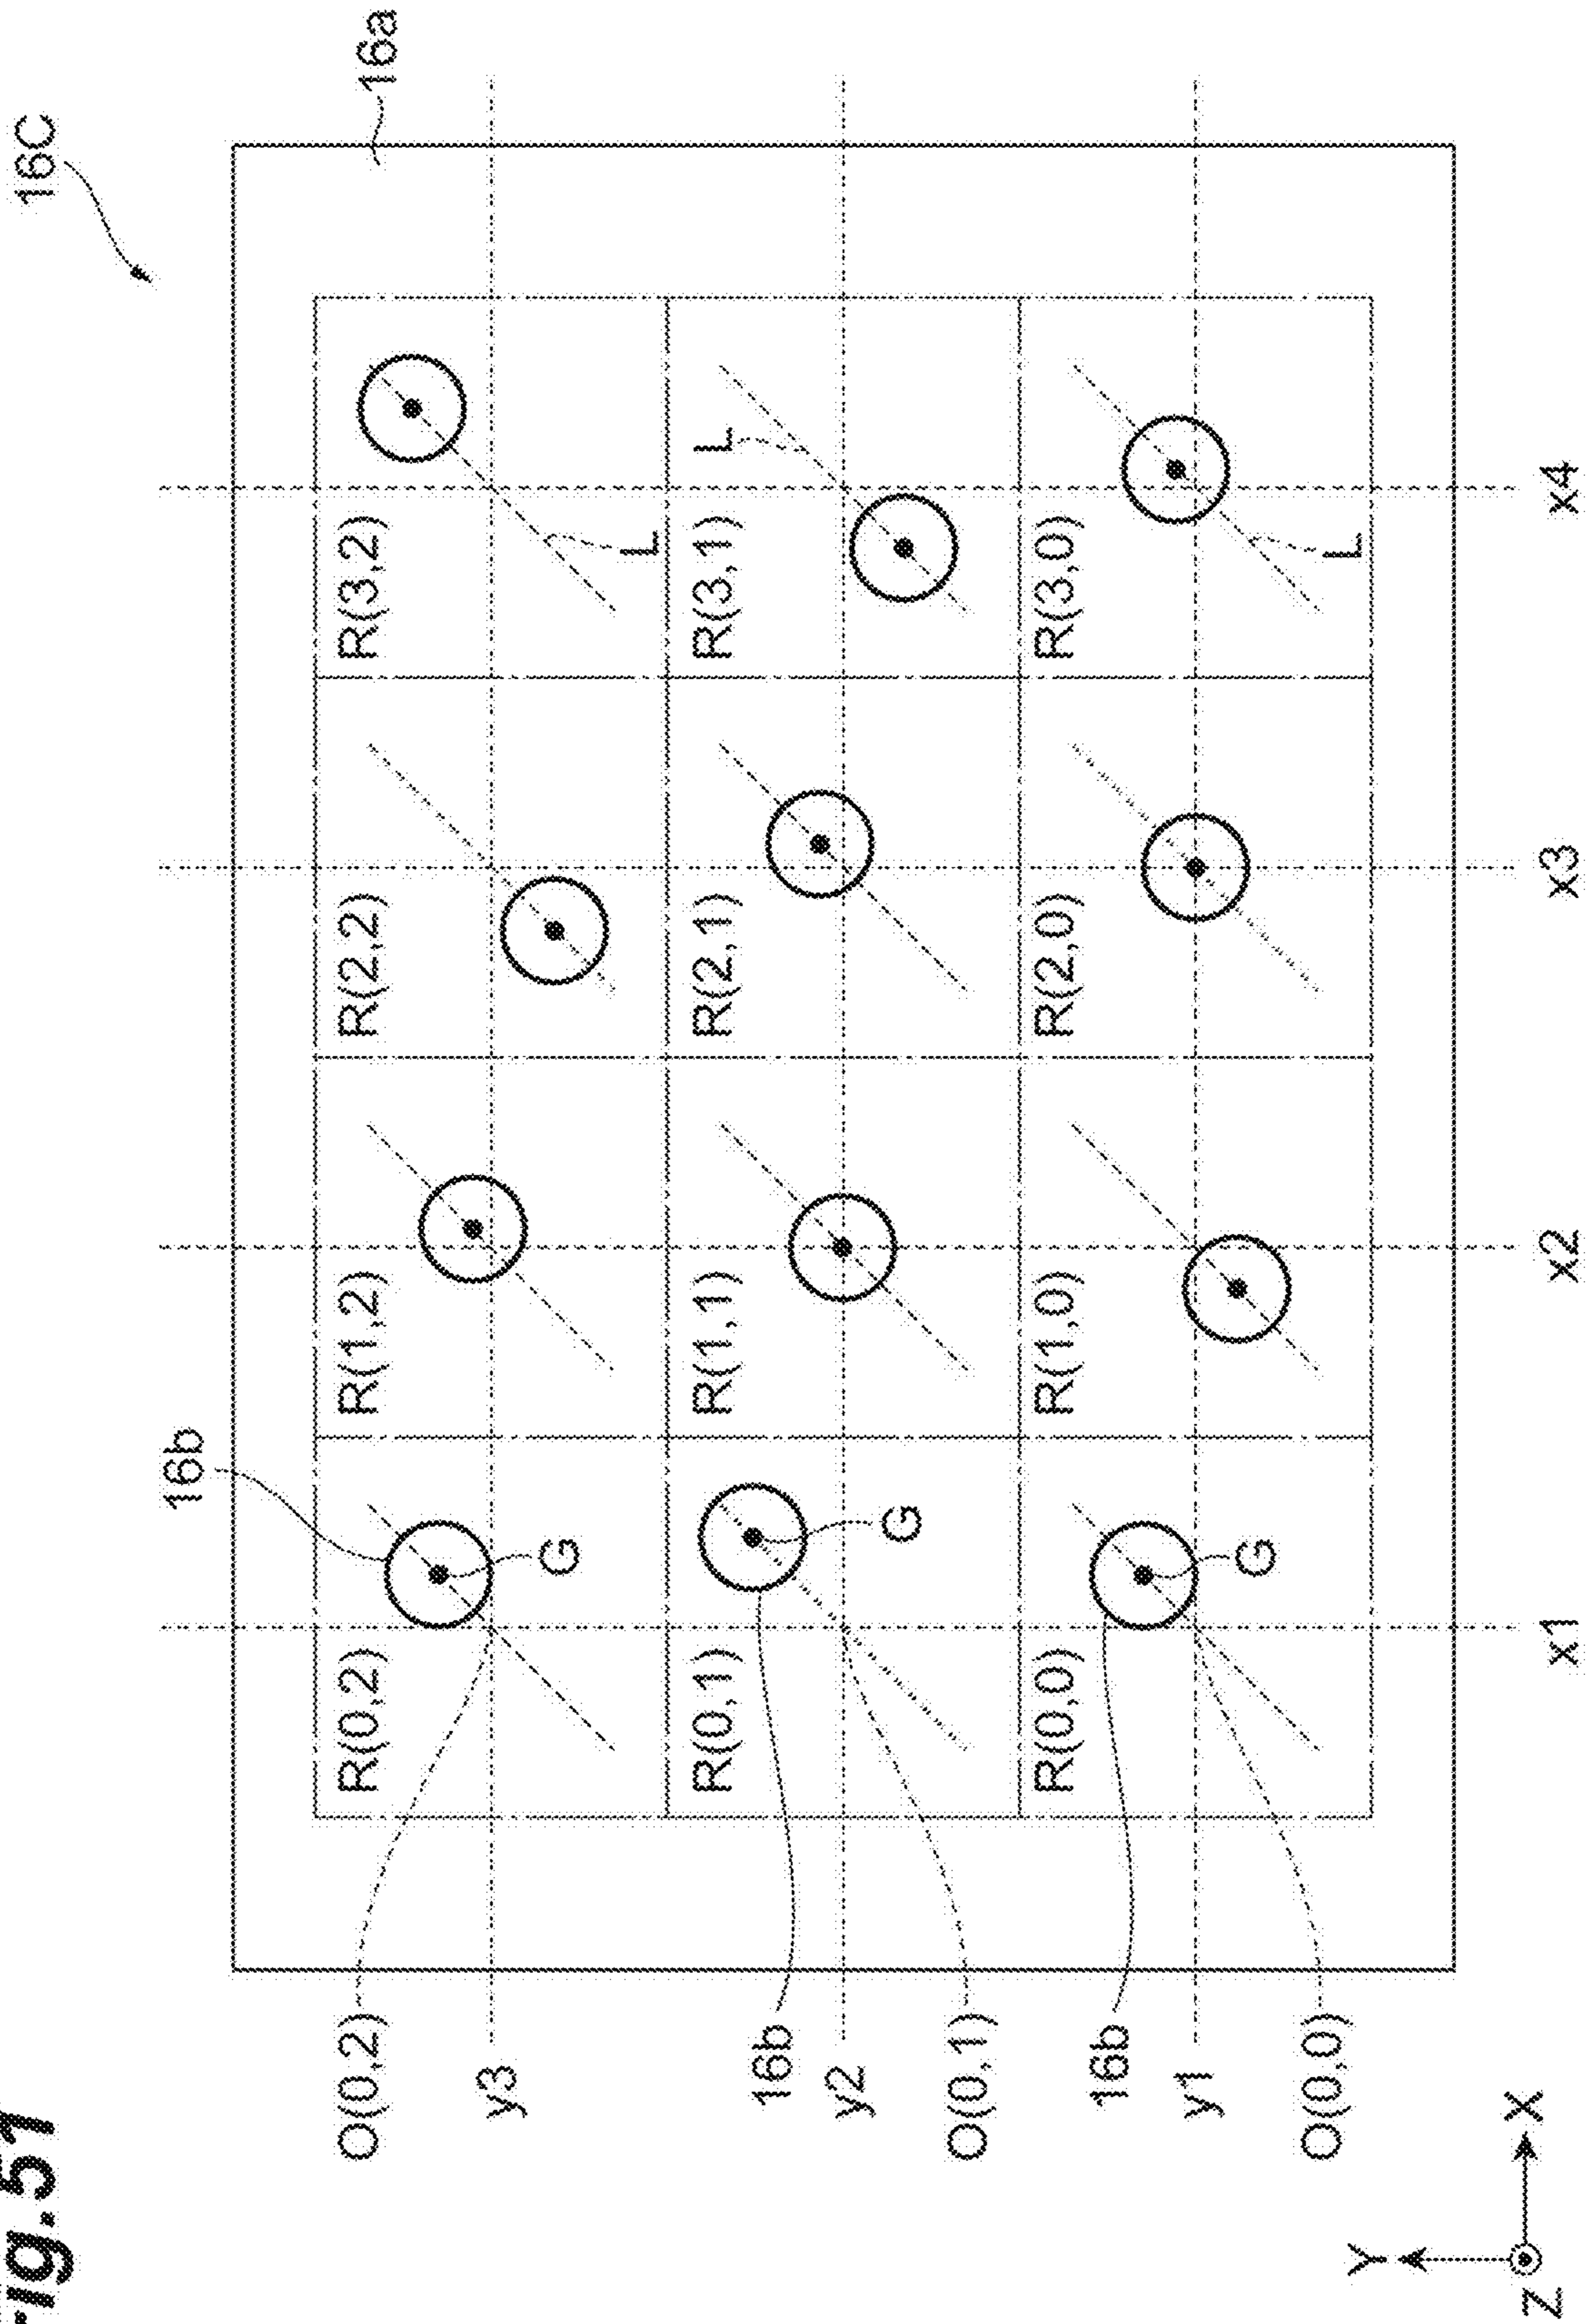 Fig.51
16C
16a
16b
O(0,2)
R(0,2)
R(1,2)
R(2,2)
R(3,2)
y3
G
L
16b
R(0,1)
R(1,1)
R(2,1)
R(3,1)
L
y2
G
O(0,1)
16b
R(0,0)
R(1,0)
R(2,0)
R(3,0)
y1
G
L
O(0,0)
x1
x2
x3
x4
Y
Z
X